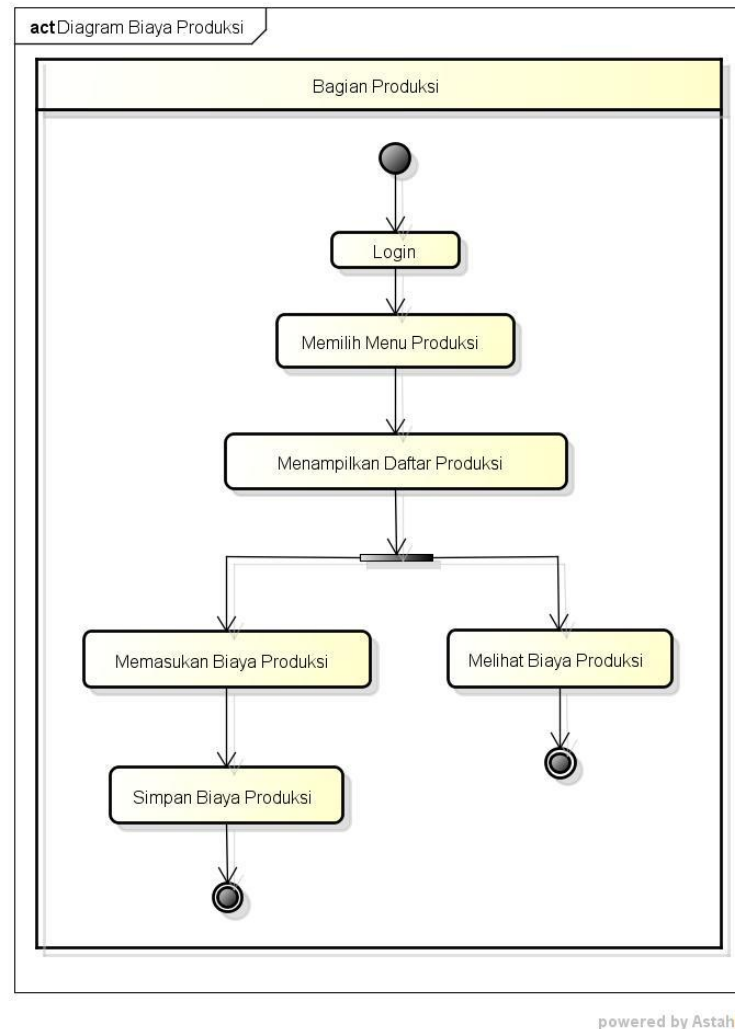 act Diagram Biaya Produksi
Bagian Produksi
Login
Memilih Menu Produksi
Menampilkan Daftar Produksi
Memasukan Biaya Produksi
Melihat Biaya Produksi
Simpan Biaya Produksi
powered by Astah